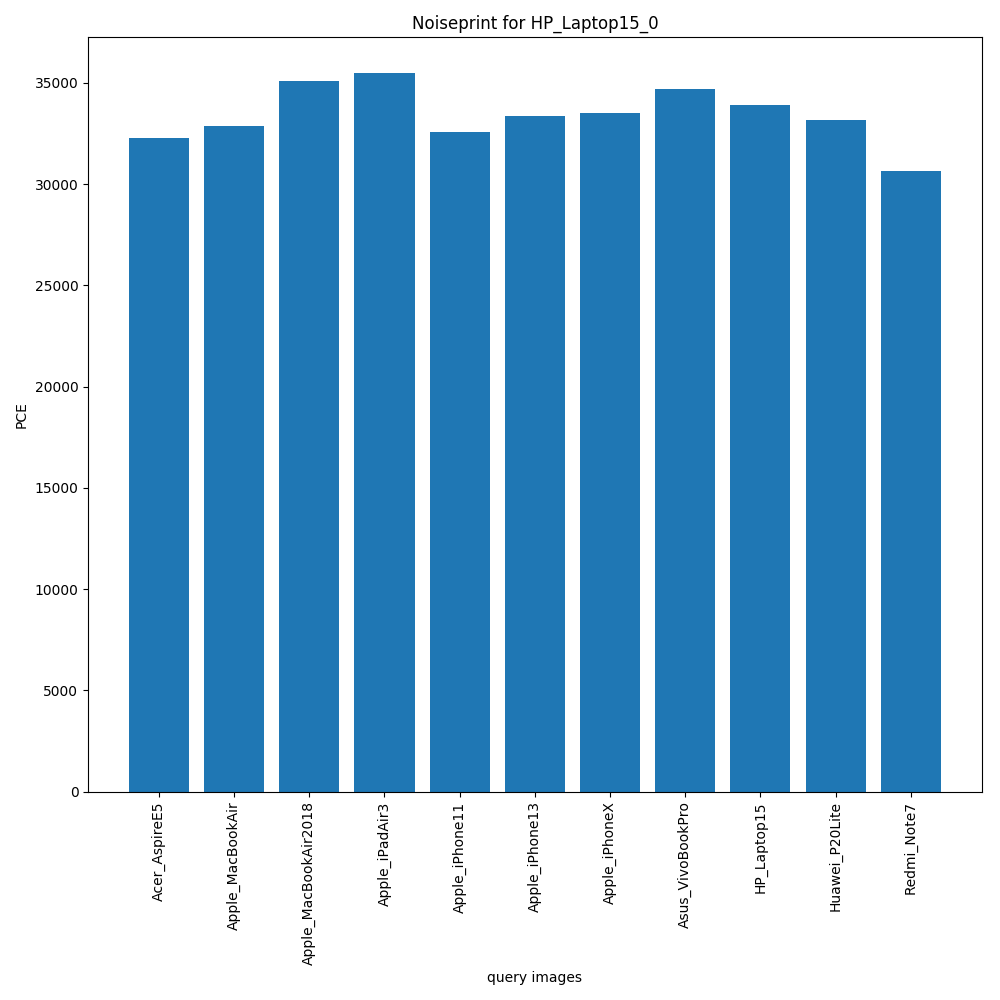 Noiseprint for HP_Laptop15_0
35000
30000
25000
20000
15000
10000
5000
0
PCE
Acer_AspireE5
Apple_MacBookAir
Apple_MacBookAir2018
Apple_iPadAir3
Apple_iPhone11
Apple_iPhone13
Apple_iPhoneX
Asus_VivoBookPro
HP_Laptop15
Huawei_P20Lite
Redmi_Note7
query images